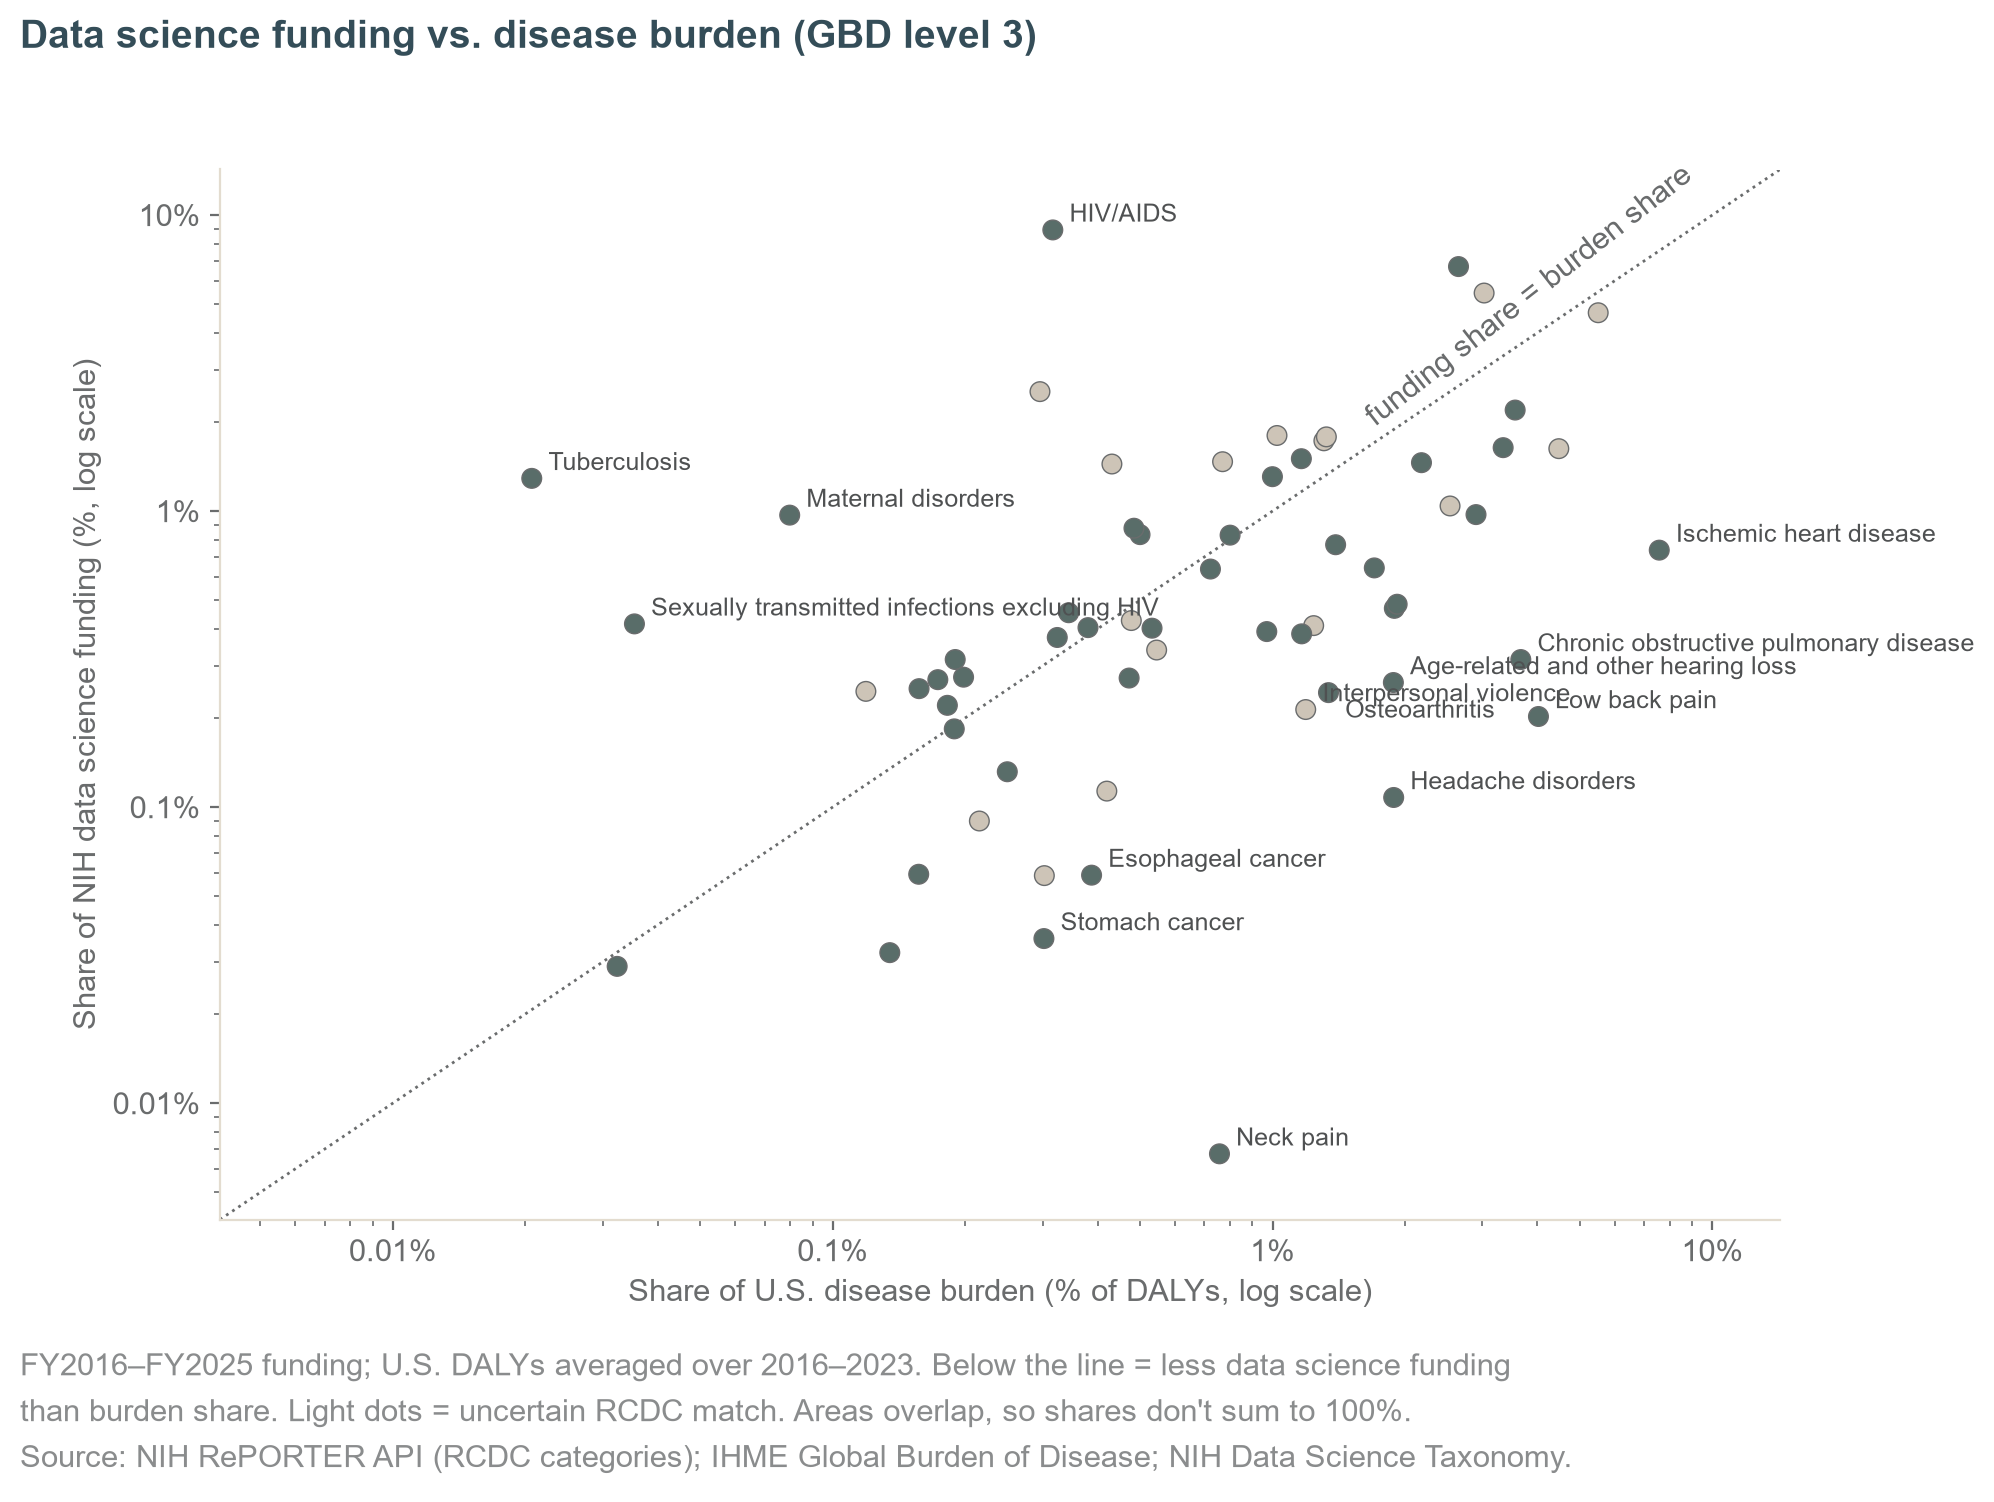 Data science funding vs. disease burden (GBD level 3)
funding share = burden share
10%
HIV/AIDS
Tuberculosis
Maternal disorders
1%
Ischemic heart disease
Sexually transmitted infections excluding HIV
Chronic obstructive pulmonary disease
Age-related and other hearing loss
Interpersonal violence
Low back pain
Osteoarthritis
Headache disorders
0.1%
Esophageal cancer
Stomach cancer
0.01%
Neck pain
Share of NIH data science funding (%, log scale)
0.01%
0.1%
1%
10%
Share of U.S. disease burden (% of DALYs, log scale)
FY2016–FY2025 funding; U.S. DALYs averaged over 2016–2023. Below the line = less data science funding
than burden share. Light dots = uncertain RCDC match. Areas overlap, so shares don't sum to 100%.
Source: NIH RePORTER API (RCDC categories); IHME Global Burden of Disease; NIH Data Science Taxonomy.